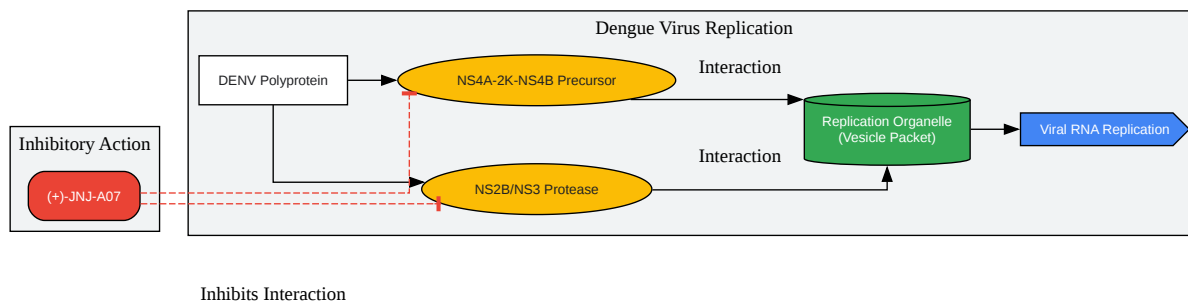 Dengue Virus Replication
DENV Polyprotein
NS4A-2K-NS4B Precursor
Interaction
Replication Organelle
(Vesicle Packet)
Viral RNA Replication
Inhibitory Action
(+)-JNJ-A07
Interaction
NS2B/NS3 Protease
Inhibits Interaction